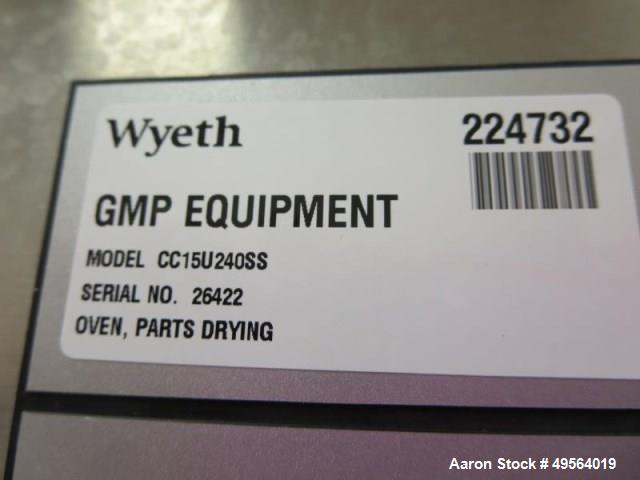 Wyeth
224732
GMP EQUIPMENT
MODEL CC15U240SS
SERIAL NO. 26422
OVEN, PARTS DRYING
Aaron Stock # 49564019